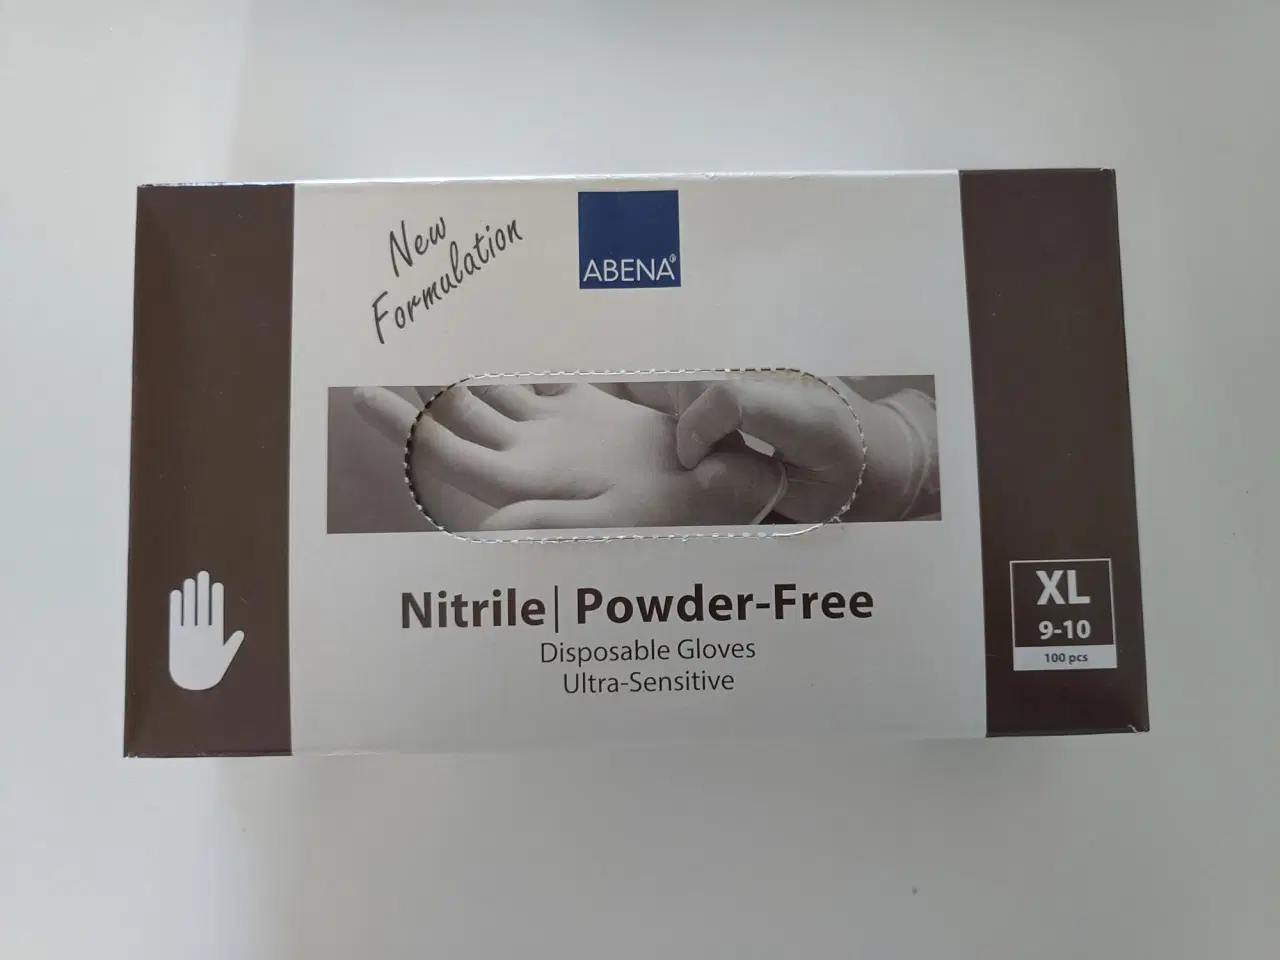 New
Formulation
ABENA®
Nitrile | Powder-Free
Disposable Gloves
Ultra-Sensitive
XL
9-10
100 pcs